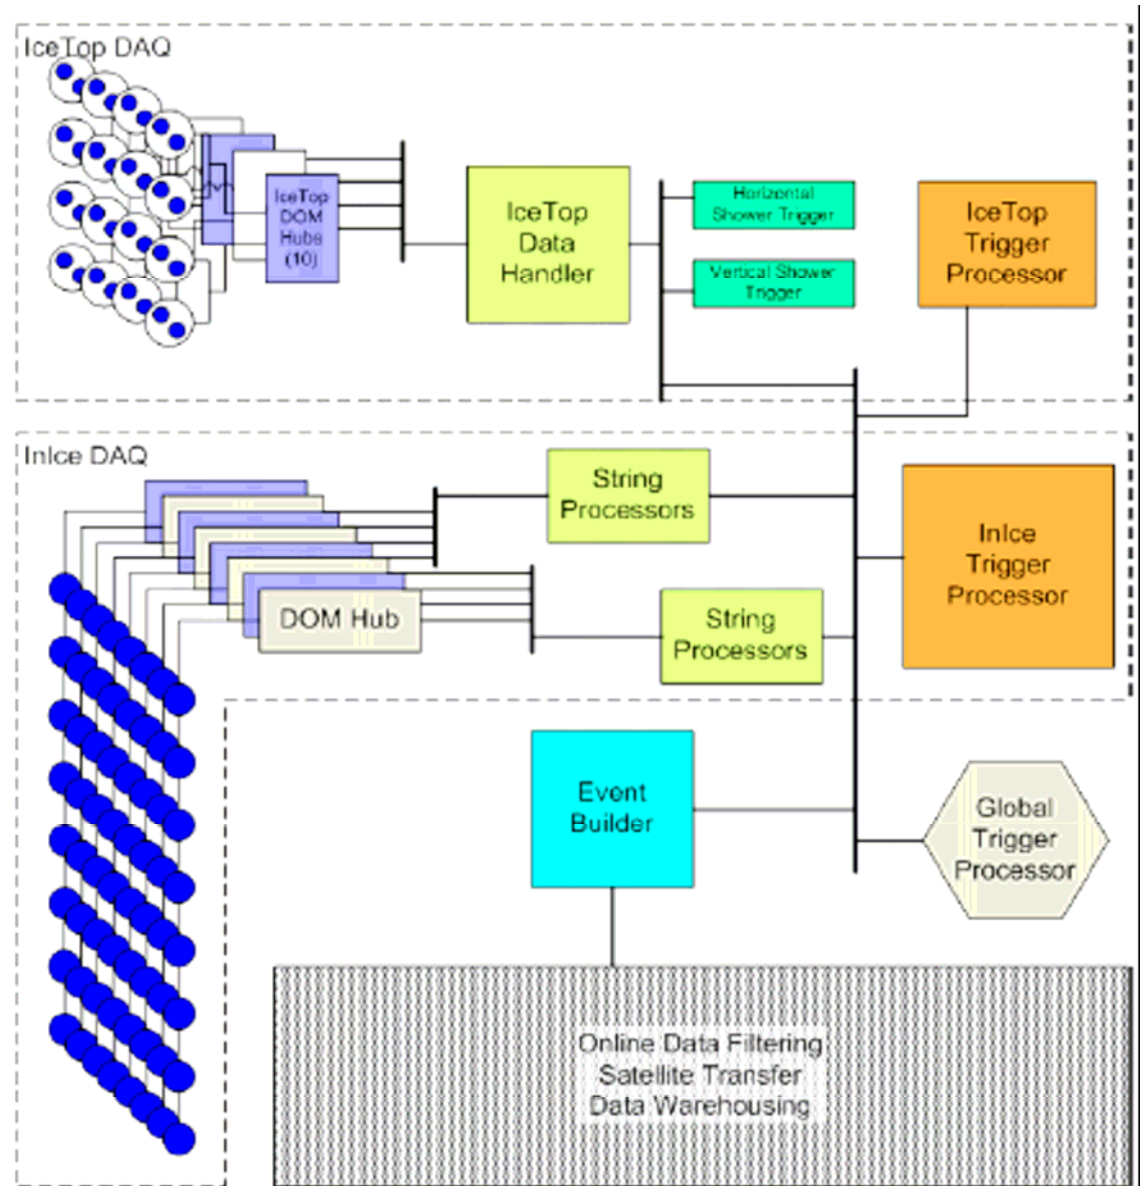 IceTop DAQ
IceTop
DOM
Hubs
(10)
IceTop
Data
Handler
Horizontal
Shower Trigger
Vertical Shower
Trigger
IceTop
Trigger
Processor
InIce DAQ
String
Processors
InIce
Trigger
Processor
DOM Hub
String
Processors
Event
Builder
Global
Trigger
Processor
Online Data Filtering
Satellite Transfer
Data Warehousing